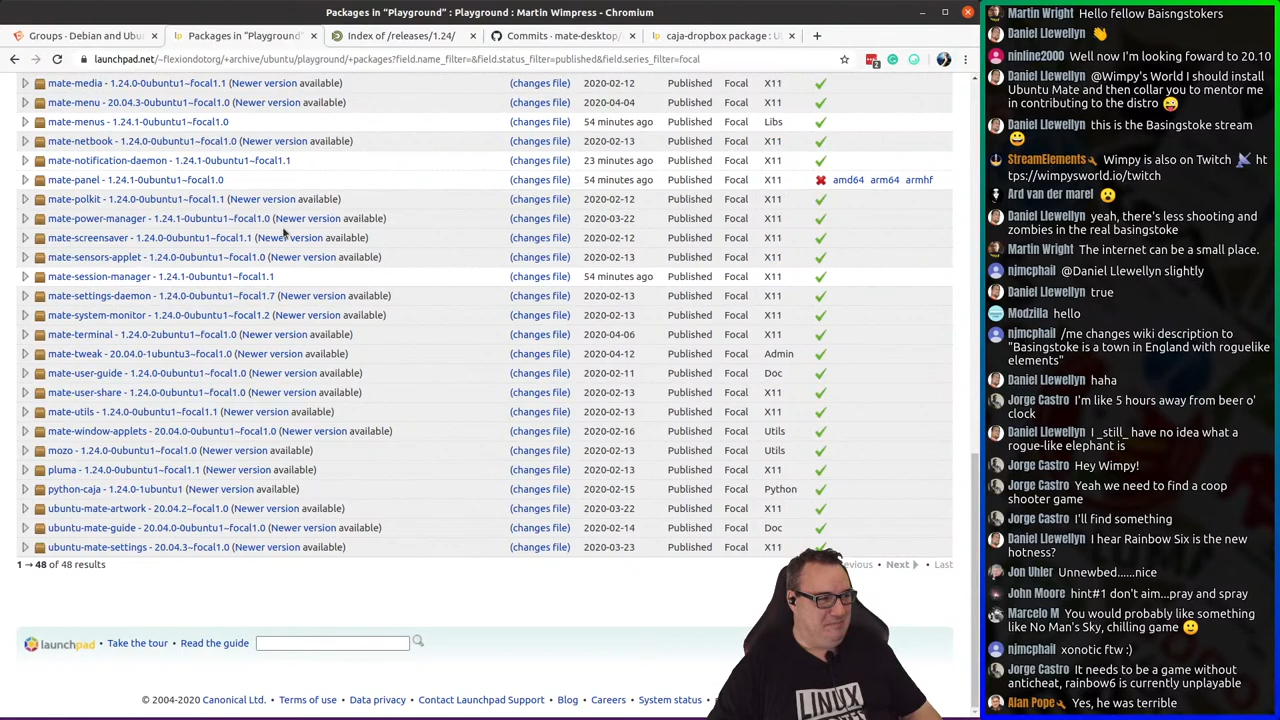 Packages in “Playground” : Playground : Martin Wimpress - Chromium
Groups - Debian and Ubu
Packages in “Playground”
Index of /releases/1.24/
Commits · mate-desktop/
caja-dropbox package : U
launchpad.net/~flexiondotorg/+archive/ubuntu/playground/+packages?field.name_filter=&field.status_filter=published&field.series_filter=focal
mate-media - 1.24.0-0ubuntu1~focal1.1 (Newer version available) (changes file) 2020-02-12 Published Focal X11
mate-menu - 20.04.3-0ubuntu1~focal1.0 (Newer version available) (changes file) 2020-04-04 Published Focal X11
mate-menus - 1.24.1-0ubuntu1~focal1.0 (changes file) 54 minutes ago Published Focal Libs
mate-netbook - 1.24.0-0ubuntu1~focal1.0 (Newer version available) (changes file) 2020-02-13 Published Focal X11
mate-notification-daemon - 1.24.1-0ubuntu1~focal1.1 (changes file) 23 minutes ago Published Focal X11
mate-panel - 1.24.1-0ubuntu1~focal1.0 (changes file) 54 minutes ago Published Focal X11 amd64 arm64 armhf
mate-polkit - 1.24.0-0ubuntu1~focal1.1 (Newer version available) (changes file) 2020-02-12 Published Focal X11
mate-power-manager - 1.24.1-0ubuntu1~focal1.0 (Newer version available) (changes file) 2020-03-22 Published Focal X11
mate-screensaver - 1.24.0-0ubuntu1~focal1.1 (Newer version available) (changes file) 2020-02-12 Published Focal X11
mate-sensors-applet - 1.24.0-0ubuntu1~focal1.0 (Newer version available) (changes file) 2020-02-13 Published Focal X11
mate-session-manager - 1.24.1-0ubuntu1~focal1.1 (changes file) 54 minutes ago Published Focal X11
mate-settings-daemon - 1.24.0-0ubuntu1~focal1.7 (Newer version available) (changes file) 2020-02-13 Published Focal X11
mate-system-monitor - 1.24.0-0ubuntu1~focal1.2 (Newer version available) (changes file) 2020-02-13 Published Focal X11
mate-terminal - 1.24.0-2ubuntu1~focal1.0 (Newer version available) (changes file) 2020-04-06 Published Focal X11
mate-tweak - 20.04.0-1ubuntu3~focal1.0 (Newer version available) (changes file) 2020-04-12 Published Focal Admin
mate-user-guide - 1.24.0-0ubuntu1~focal1.0 (Newer version available) (changes file) 2020-02-11 Published Focal Doc
mate-user-share - 1.24.0-0ubuntu1~focal1.0 (Newer version available) (changes file) 2020-02-13 Published Focal X11
mate-utils - 1.24.0-0ubuntu1~focal1.1 (Newer version available) (changes file) 2020-02-13 Published Focal X11
mate-window-applets - 20.04.0-0ubuntu1~focal1.0 (Newer version available) (changes file) 2020-02-16 Published Focal Utils
mozo - 1.24.0-0ubuntu1~focal1.0 (Newer version available) (changes file) 2020-02-13 Published Focal Utils
pluma - 1.24.0-0ubuntu1~focal1.1 (Newer version available) (changes file) 2020-02-13 Published Focal X11
python-caja - 1.24.0-1ubuntu1 (Newer version available) (changes file) 2020-02-15 Published Focal Python
ubuntu-mate-artwork - 20.04.2~focal1.0 (Newer version available) (changes file) 2020-03-22 Published Focal X11
ubuntu-mate-guide - 20.04.0-0ubuntu1~focal1.0 (Newer version available) (changes file) 2020-02-14 Published Focal Doc
ubuntu-mate-settings - 20.04.3~focal1.0 (Newer version available) (changes file) 2020-03-23 Published Focal X11
1 → 48 of 48 results
evious • Next • Last
launchpad • Take the tour • Read the guide
© 2004-2020 Canonical Ltd. • Terms of use • Data privacy • Contact Launchpad Support • Blog • Careers • System status •
LINUX
Martin Wright Hello fellow Baisngstokers
Daniel Llewellyn 👋
ninline2000 Well now I'm looking foward to 20.10
Daniel Llewellyn @Wimpy's World I should install
Ubuntu Mate and then collar you to mentor me
in contributing to the distro 😜
Daniel Llewellyn this is the Basingstoke stream
😀
StreamElements Wimpy is also on Twitch 📡 ht
tps://wimpysworld.io/twitch
Ard van der marel 😮
Daniel Llewellyn yeah, there's less shooting and
zombies in the real basingstoke
Martin Wright The internet can be a small place.
njmcphail @Daniel Llewellyn slightly
Daniel Llewellyn true
Modzilla hello
njmcphail /me changes wiki description to
"Basingstoke is a town in England with roguelike
elements"
Daniel Llewellyn haha
Jorge Castro I'm like 5 hours away from beer o'
clock
Daniel Llewellyn I _still_ have no idea what a
rogue-like elephant is
Jorge Castro Hey Wimpy!
Jorge Castro Yeah we need to find a coop
shooter game
Jorge Castro I'll find something
Daniel Llewellyn I hear Rainbow Six is the new
hotness?
Jon Uhler Unnewbed......nice
John Moore hint#1 don't aim...pray and spray
Marcelo M You would probably like something
like No Man's Sky, chilling game 🙂
njmcphail xonotic ftw :)
Jorge Castro It needs to be a game without
anticheat, rainbow6 is currently unplayable
Alan Pope Yes, he was terrible